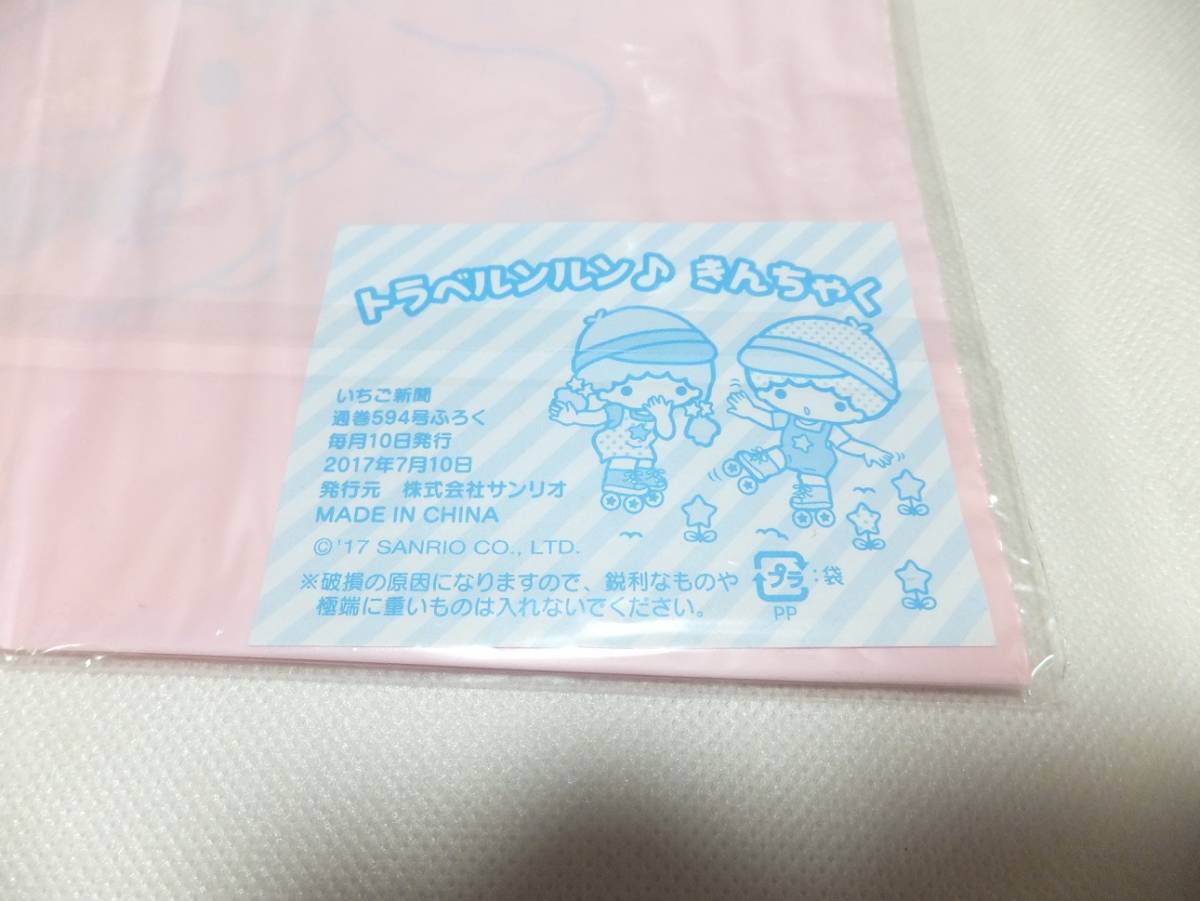 トラベルンルン♪ きんちゃく
いちご新聞
通巻594号ふろく
毎月10日発行
2017年7月10日
発行元　株式会社サンリオ
MADE IN CHINA
©'17 SANRIO CO., LTD.
※破損の原因になりますので、鋭利なものや
極端に重いものは入れないでください。
プラ:袋
PP